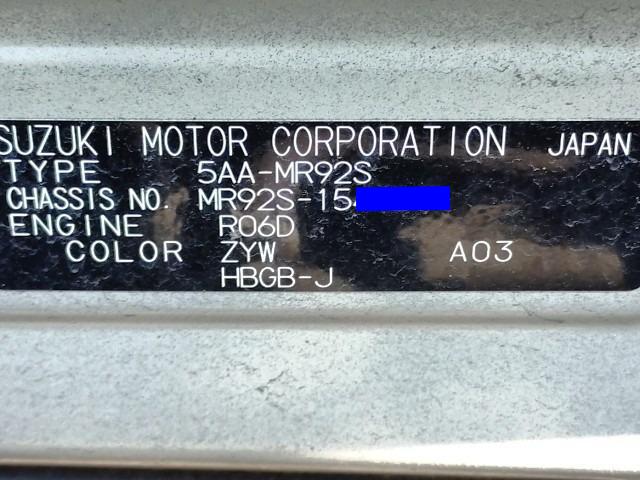 SUZUKI MOTOR CORPORATION JAPAN
TYPE 5AA-MR92S
CHASSIS NO. MR92S-15
ENGINE R06D
COLOR ZYW A03
HBGB-J